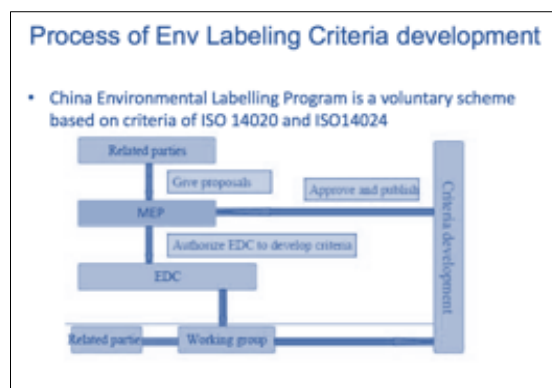 Process of Env Labeling Criteria development
• China Environmental Labelling Program is a voluntary scheme
based on criteria of ISO 14020 and ISO14024
Related parties
Give proposals
Approve and publish
MEP
Authorize EDC to develop criteria
EDC
Criteria development
Related partie
Working group